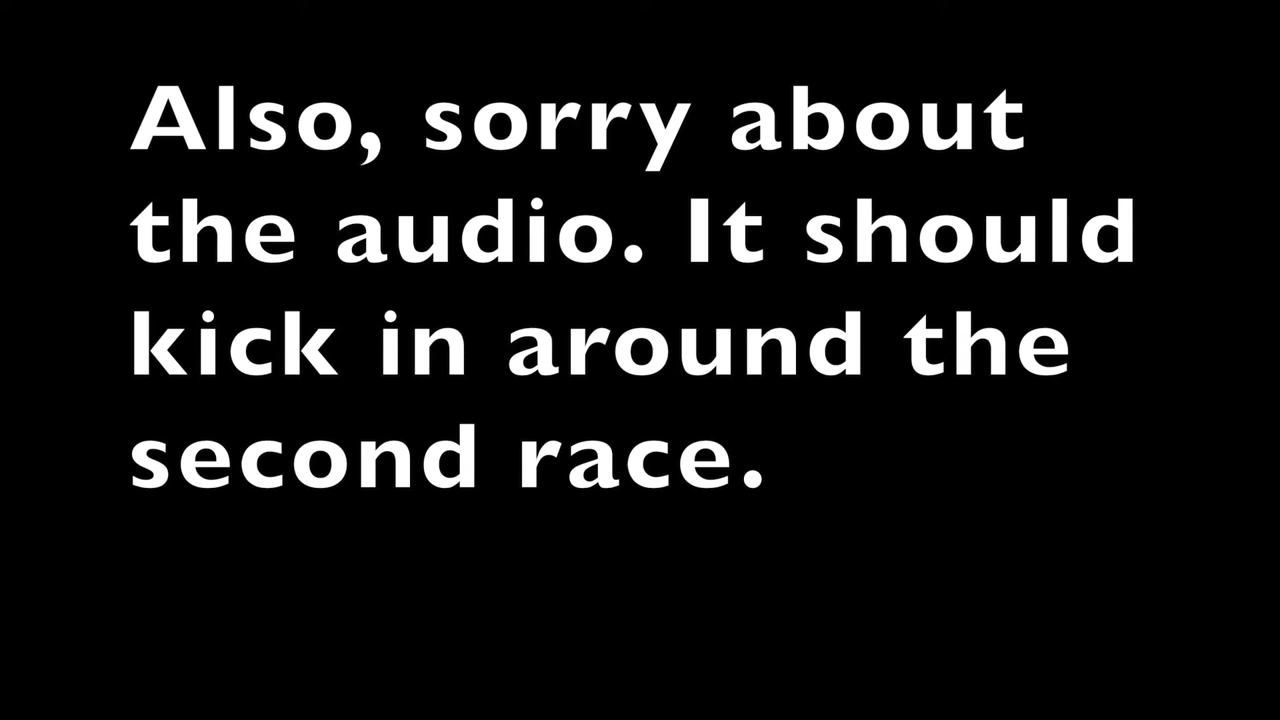 Also, sorry about
the audio. It should
kick in around the
second race.